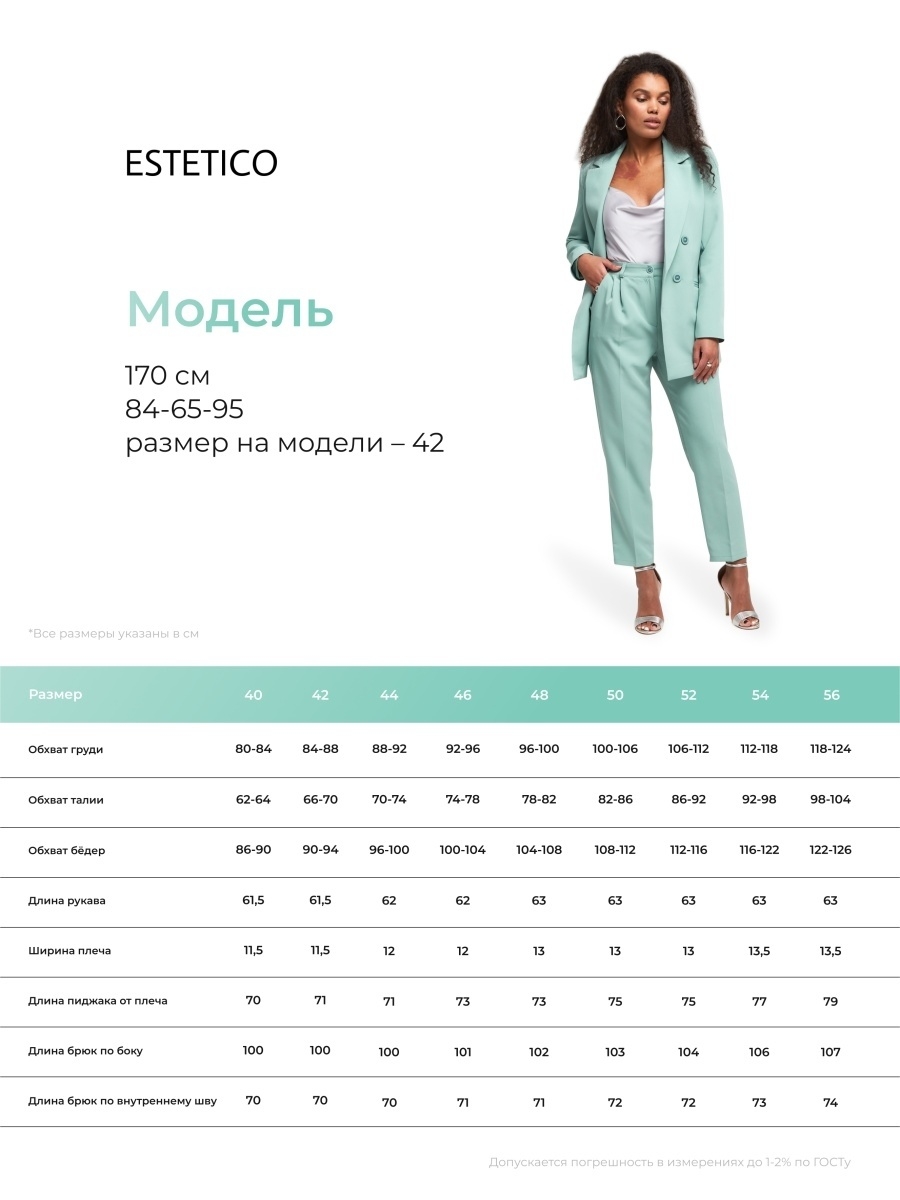 ESTETICO
Модель
170 см
84-65-95
размер на модели – 42
*Все размеры указаны в см
Размер 40 42 44 46 48 50 52 54 56
Обхват груди 80-84 84-88 88-92 92-96 96-100 100-106 106-112 112-118 118-124
Обхват талии 62-64 66-70 70-74 74-78 78-82 82-86 86-92 92-98 98-104
Обхват бёдер 86-90 90-94 96-100 100-104 104-108 108-112 112-116 116-122 122-126
Длина рукава 61,5 61,5 62 62 63 63 63 63 63
Ширина плеча 11,5 11,5 12 12 13 13 13 13,5 13,5
Длина пиджака от плеча 70 71 71 73 73 75 75 77 79
Длина брюк по боку 100 100 100 101 102 103 104 106 107
Длина брюк по внутреннему шву 70 70 70 71 71 72 72 73 74
Допускается погрешность в измерениях до 1-2% по ГОСТу